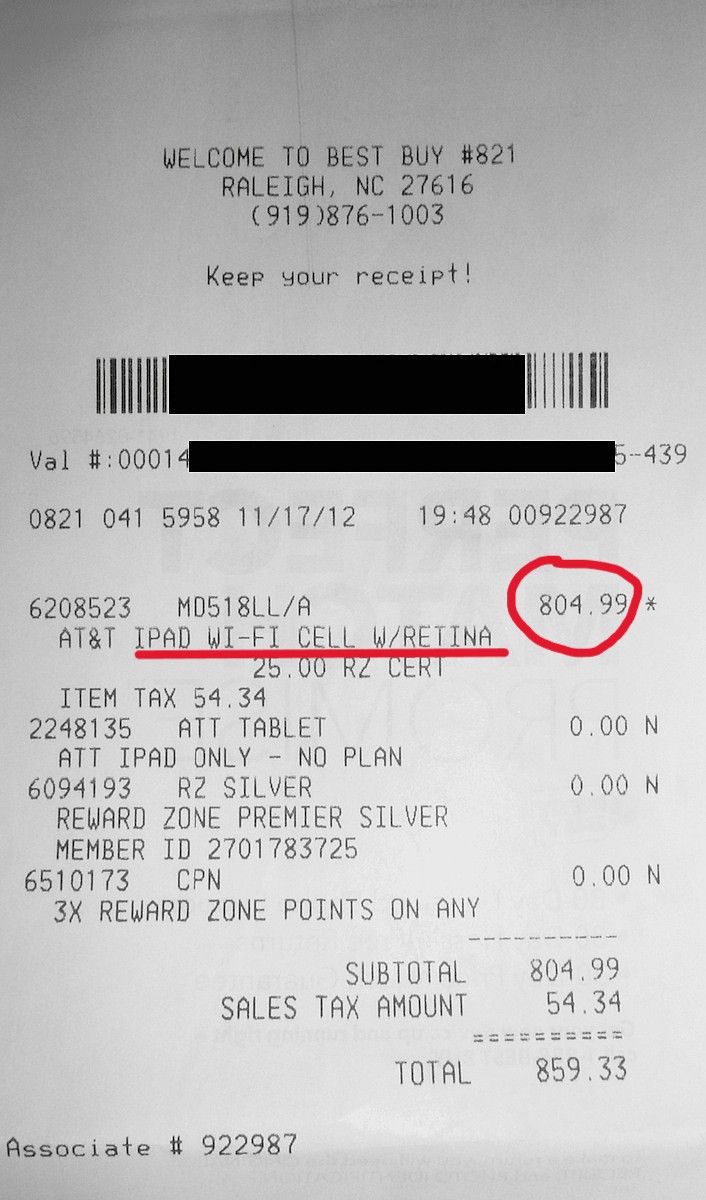 WELCOME TO BEST BUY #821
RALEIGH, NC 27616
(919)876-1003
Keep your receipt!
Val #:00014 5-439
0821 041 5958 11/17/12 19:48 00922987
6208523 MD518LL/A 804.99 *
AT&T IPAD WI-FI CELL W/RETINA
25.00 RZ CERT
ITEM TAX 54.34
2248135 ATT TABLET 0.00 N
ATT IPAD ONLY - NO PLAN
6094193 RZ SILVER 0.00 N
REWARD ZONE PREMIER SILVER
MEMBER ID 2701783725
6510173 CPN 0.00 N
3X REWARD ZONE POINTS ON ANY
----------
SUBTOTAL 804.99
SALES TAX AMOUNT 54.34
==========
TOTAL 859.33
Associate # 922987